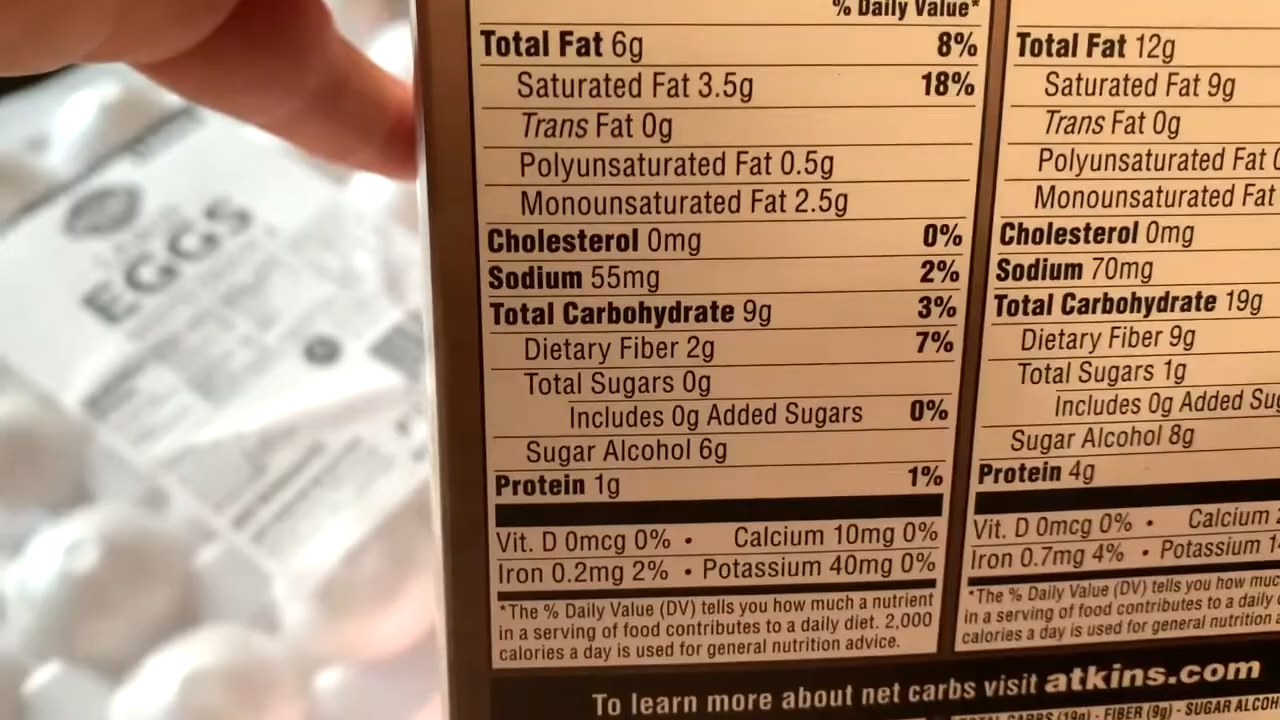 EGGS
% Daily Value*
Total Fat 6g 8%
Saturated Fat 3.5g 18%
Trans Fat 0g
Polyunsaturated Fat 0.5g
Monounsaturated Fat 2.5g
Cholesterol 0mg 0%
Sodium 55mg 2%
Total Carbohydrate 9g 3%
Dietary Fiber 2g 7%
Total Sugars 0g
Includes 0g Added Sugars 0%
Sugar Alcohol 6g
Protein 1g 1%
Vit. D 0mcg 0% • Calcium 10mg 0%
Iron 0.2mg 2% • Potassium 40mg 0%
*The % Daily Value (DV) tells you how much a nutrient
in a serving of food contributes to a daily diet. 2,000
calories a day is used for general nutrition advice.
Total Fat 12g
Saturated Fat 9g
Trans Fat 0g
Polyunsaturated Fat
Monounsaturated Fat
Cholesterol 0mg
Sodium 70mg
Total Carbohydrate 19g
Dietary Fiber 9g
Total Sugars 1g
Includes 0g Added
Sugar Alcohol 8g
Protein 4g
Vit. D 0mcg 0% • Calcium
Iron 0.7mg 4% • Potassium
*The % Daily Value (DV) tells you how
in a serving of food contributes to a daily
calories a day is used for general nutrition
To learn more about net carbs visit atkins.com
CARBS (19g) - FIBER (9g) - SUGAR